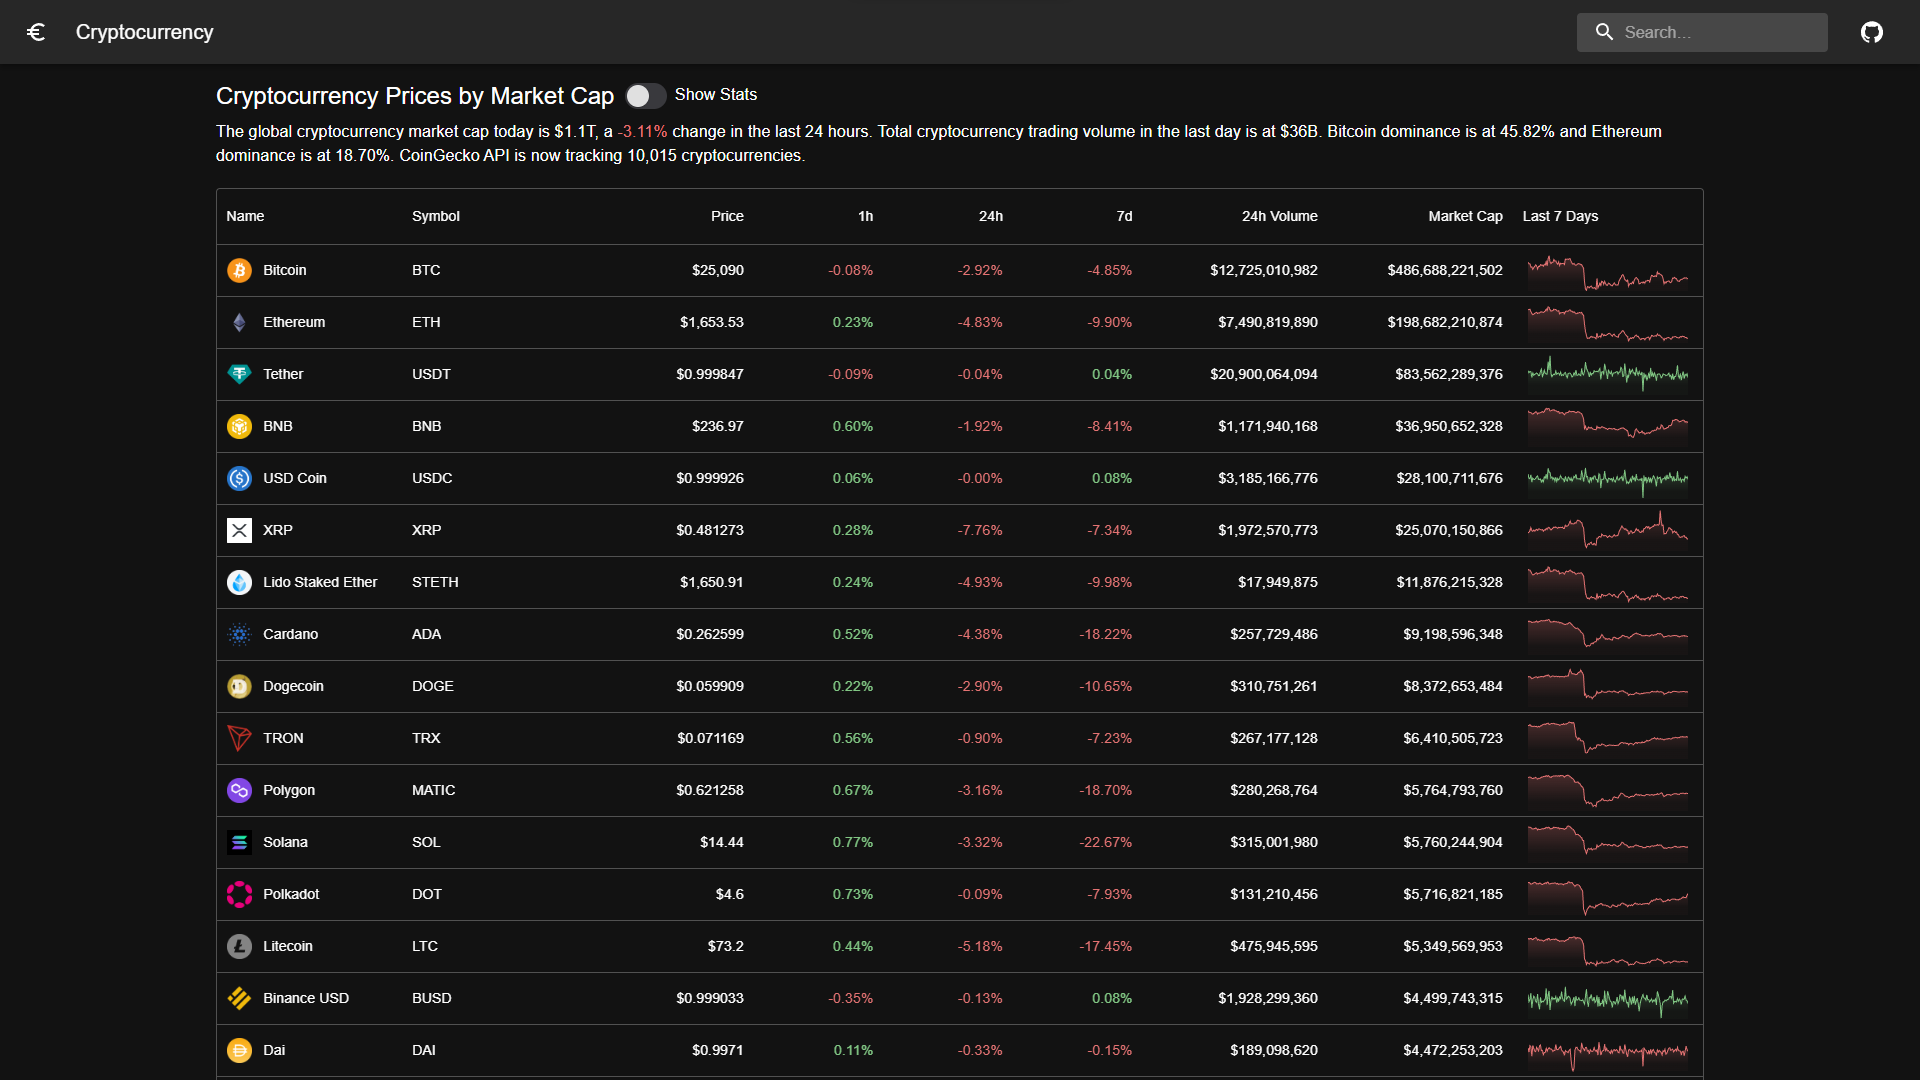 Cryptocurrency
Search…
Cryptocurrency Prices by Market Cap Show Stats
The global cryptocurrency market cap today is $1.1T, a -3.11% change in the last 24 hours. Total cryptocurrency trading volume in the last day is at $36B. Bitcoin dominance is at 45.82% and Ethereum
dominance is at 18.70%. CoinGecko API is now tracking 10,015 cryptocurrencies.
Name Symbol Price 1h 24h 7d 24h Volume Market Cap Last 7 Days
Bitcoin BTC $25,090 -0.08% -2.92% -4.85% $12,725,010,982 $486,688,221,502
Ethereum ETH $1,653.53 0.23% -4.83% -9.90% $7,490,819,890 $198,682,210,874
Tether USDT $0.999847 -0.09% -0.04% 0.04% $20,900,064,094 $83,562,289,376
BNB BNB $236.97 0.60% -1.92% -8.41% $1,171,940,168 $36,950,652,328
USD Coin USDC $0.999926 0.06% -0.00% 0.08% $3,185,166,776 $28,100,711,676
XRP XRP $0.481273 0.28% -7.76% -7.34% $1,972,570,773 $25,070,150,866
Lido Staked Ether STETH $1,650.91 0.24% -4.93% -9.98% $17,949,875 $11,876,215,328
Cardano ADA $0.262599 0.52% -4.38% -18.22% $257,729,486 $9,198,596,348
Dogecoin DOGE $0.059909 0.22% -2.90% -10.65% $310,751,261 $8,372,653,484
TRON TRX $0.071169 0.56% -0.90% -7.23% $267,177,128 $6,410,505,723
Polygon MATIC $0.621258 0.67% -3.16% -18.70% $280,268,764 $5,764,793,760
Solana SOL $14.44 0.77% -3.32% -22.67% $315,001,980 $5,760,244,904
Polkadot DOT $4.6 0.73% -0.09% -7.93% $131,210,456 $5,716,821,185
Litecoin LTC $73.2 0.44% -5.18% -17.45% $475,945,595 $5,349,569,953
Binance USD BUSD $0.999033 -0.35% -0.13% 0.08% $1,928,299,360 $4,499,743,315
Dai DAI $0.9971 0.11% -0.33% -0.15% $189,098,620 $4,472,253,203